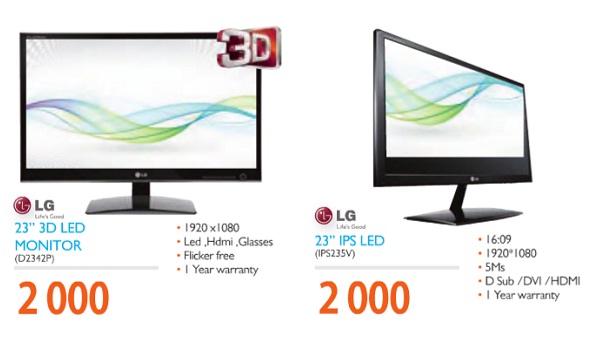 3D
LG
LG
LG
Life's Good
23" 3D LED
MONITOR
(D2342P)
• 1920 x1080
• Led ,Hdmi ,Glasses
• Flicker free
• 1 Year warranty
2 000
LG
Life's Good
23" IPS LED
(IPS235V)
• 16:09
• 1920*1080
• 5Ms
• D Sub /DVI /HDMI
• 1 Year warranty
2 000